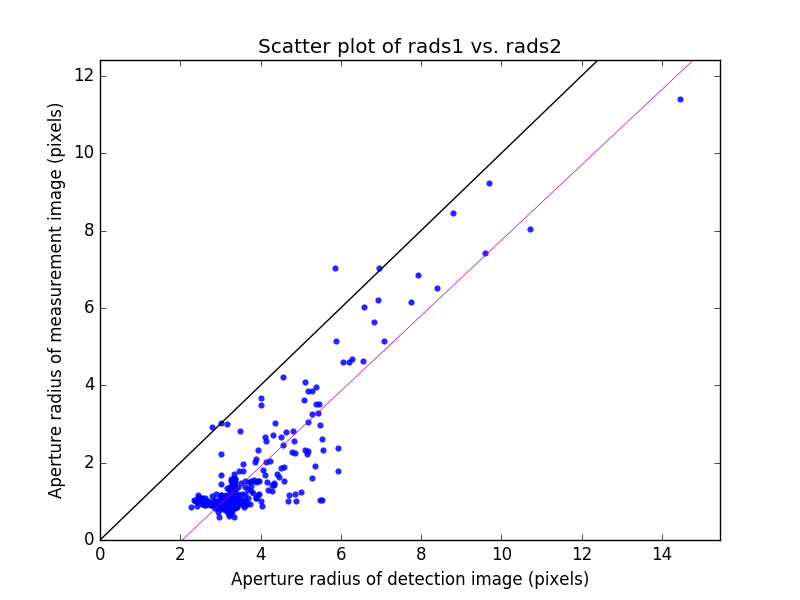 Scatter plot of rads1 vs. rads2
12
10
8
6
4
2
0
Aperture radius of measurement image (pixels)
0 2 4 6 8 10 12 14
Aperture radius of detection image (pixels)